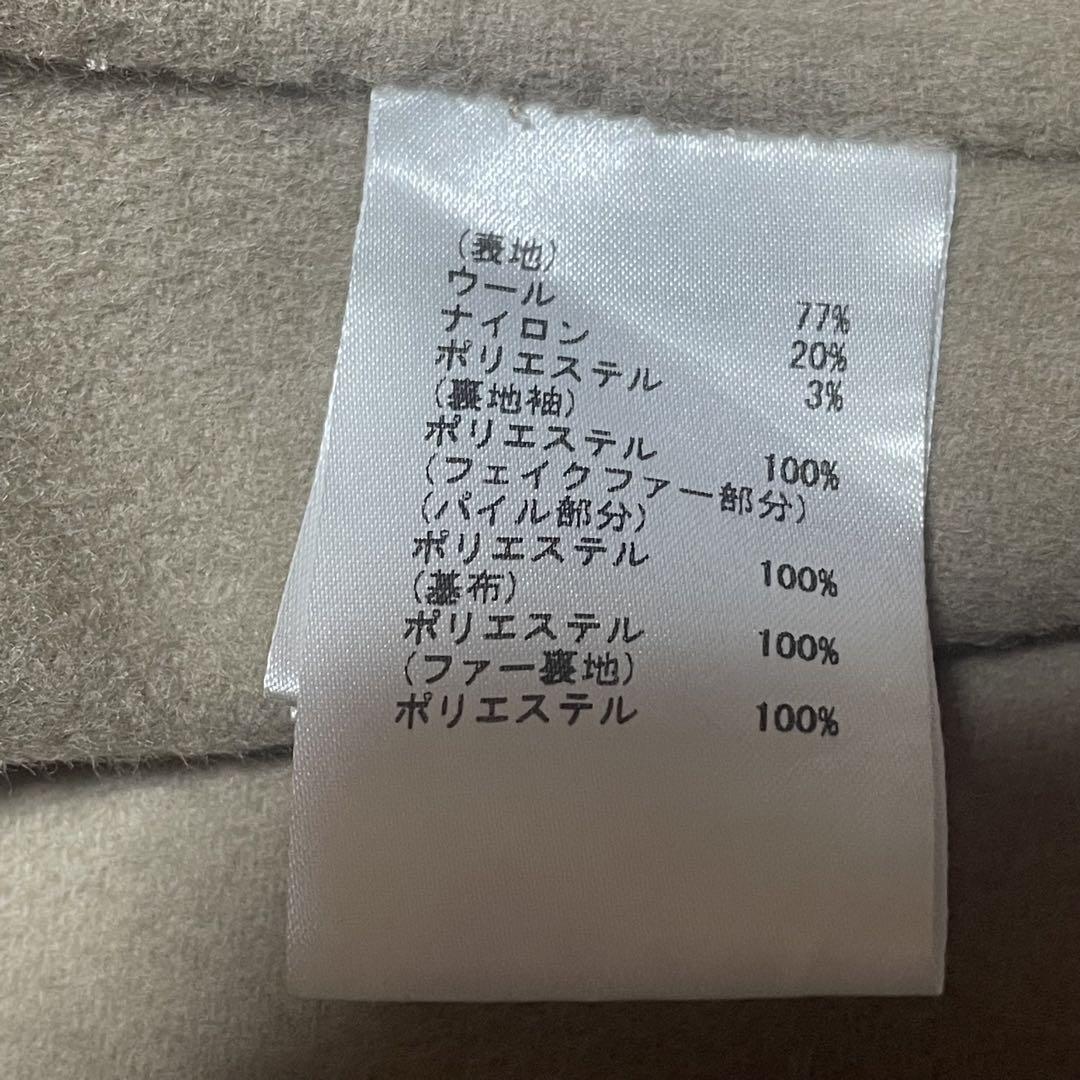 (表地)
ウール 77%
ナイロン 20%
ポリエステル 3%
(裏地袖)
ポリエステル 100%
(フェイクファー部分)
(パイル部分)
ポリエステル 100%
(基布)
ポリエステル 100%
(ファー裏地)
ポリエステル 100%